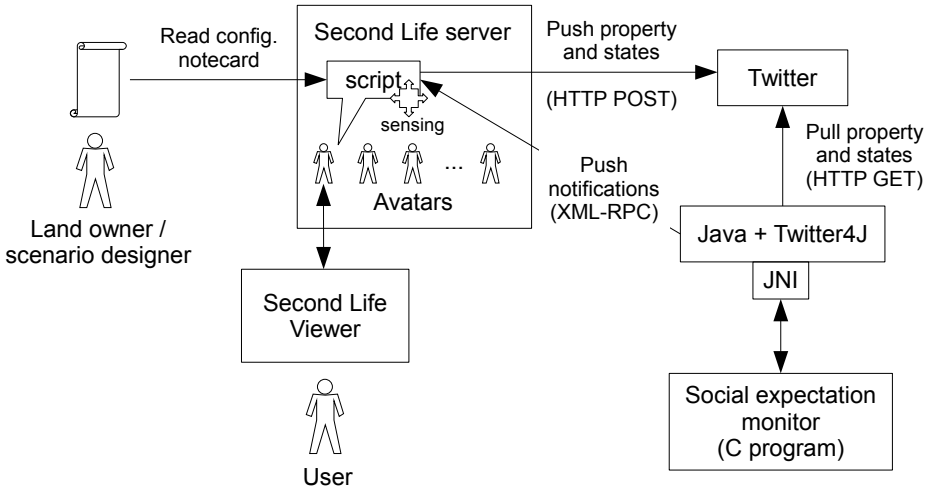 Read config.
notecard
Second Life server
script
sensing
...
Avatars
Push property
and states
(HTTP POST)
Twitter
Pull property
and states
(HTTP GET)
Push
notifications
(XML-RPC)
Land owner /
scenario designer
Java + Twitter4J
JNI
Second Life
Viewer
User
Social expectation
monitor
(C program)